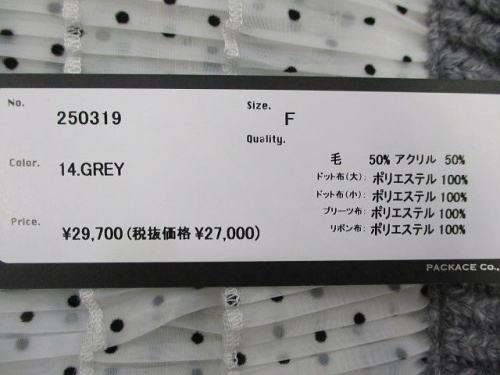 No. 250319
Size. F
Quality.
毛 50% アクリル 50%
Color. 14.GREY
ドット布(大): ポリエステル 100%
ドット布(小): ポリエステル 100%
プリーツ布: ポリエステル 100%
リボン布: ポリエステル 100%
Price. ¥29,700(税抜価格 ¥27,000)
PACKACE Co.,